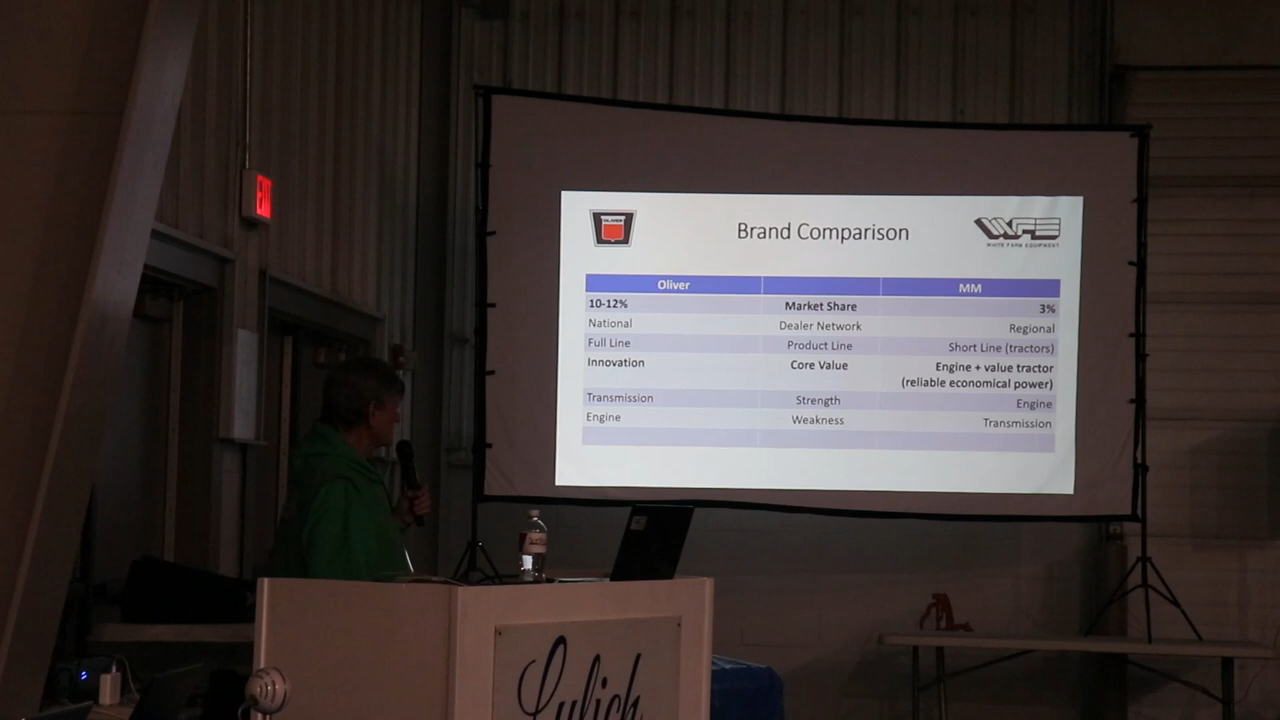 EXIT
OLIVER
Brand Comparison
WFE
WHITE FARM EQUIPMENT
Oliver MM
10-12% Market Share 3%
National Dealer Network Regional
Full Line Product Line Short Line (tractors)
Innovation Core Value Engine + value tractor
(reliable economical power)
Transmission Strength Engine
Engine Weakness Transmission